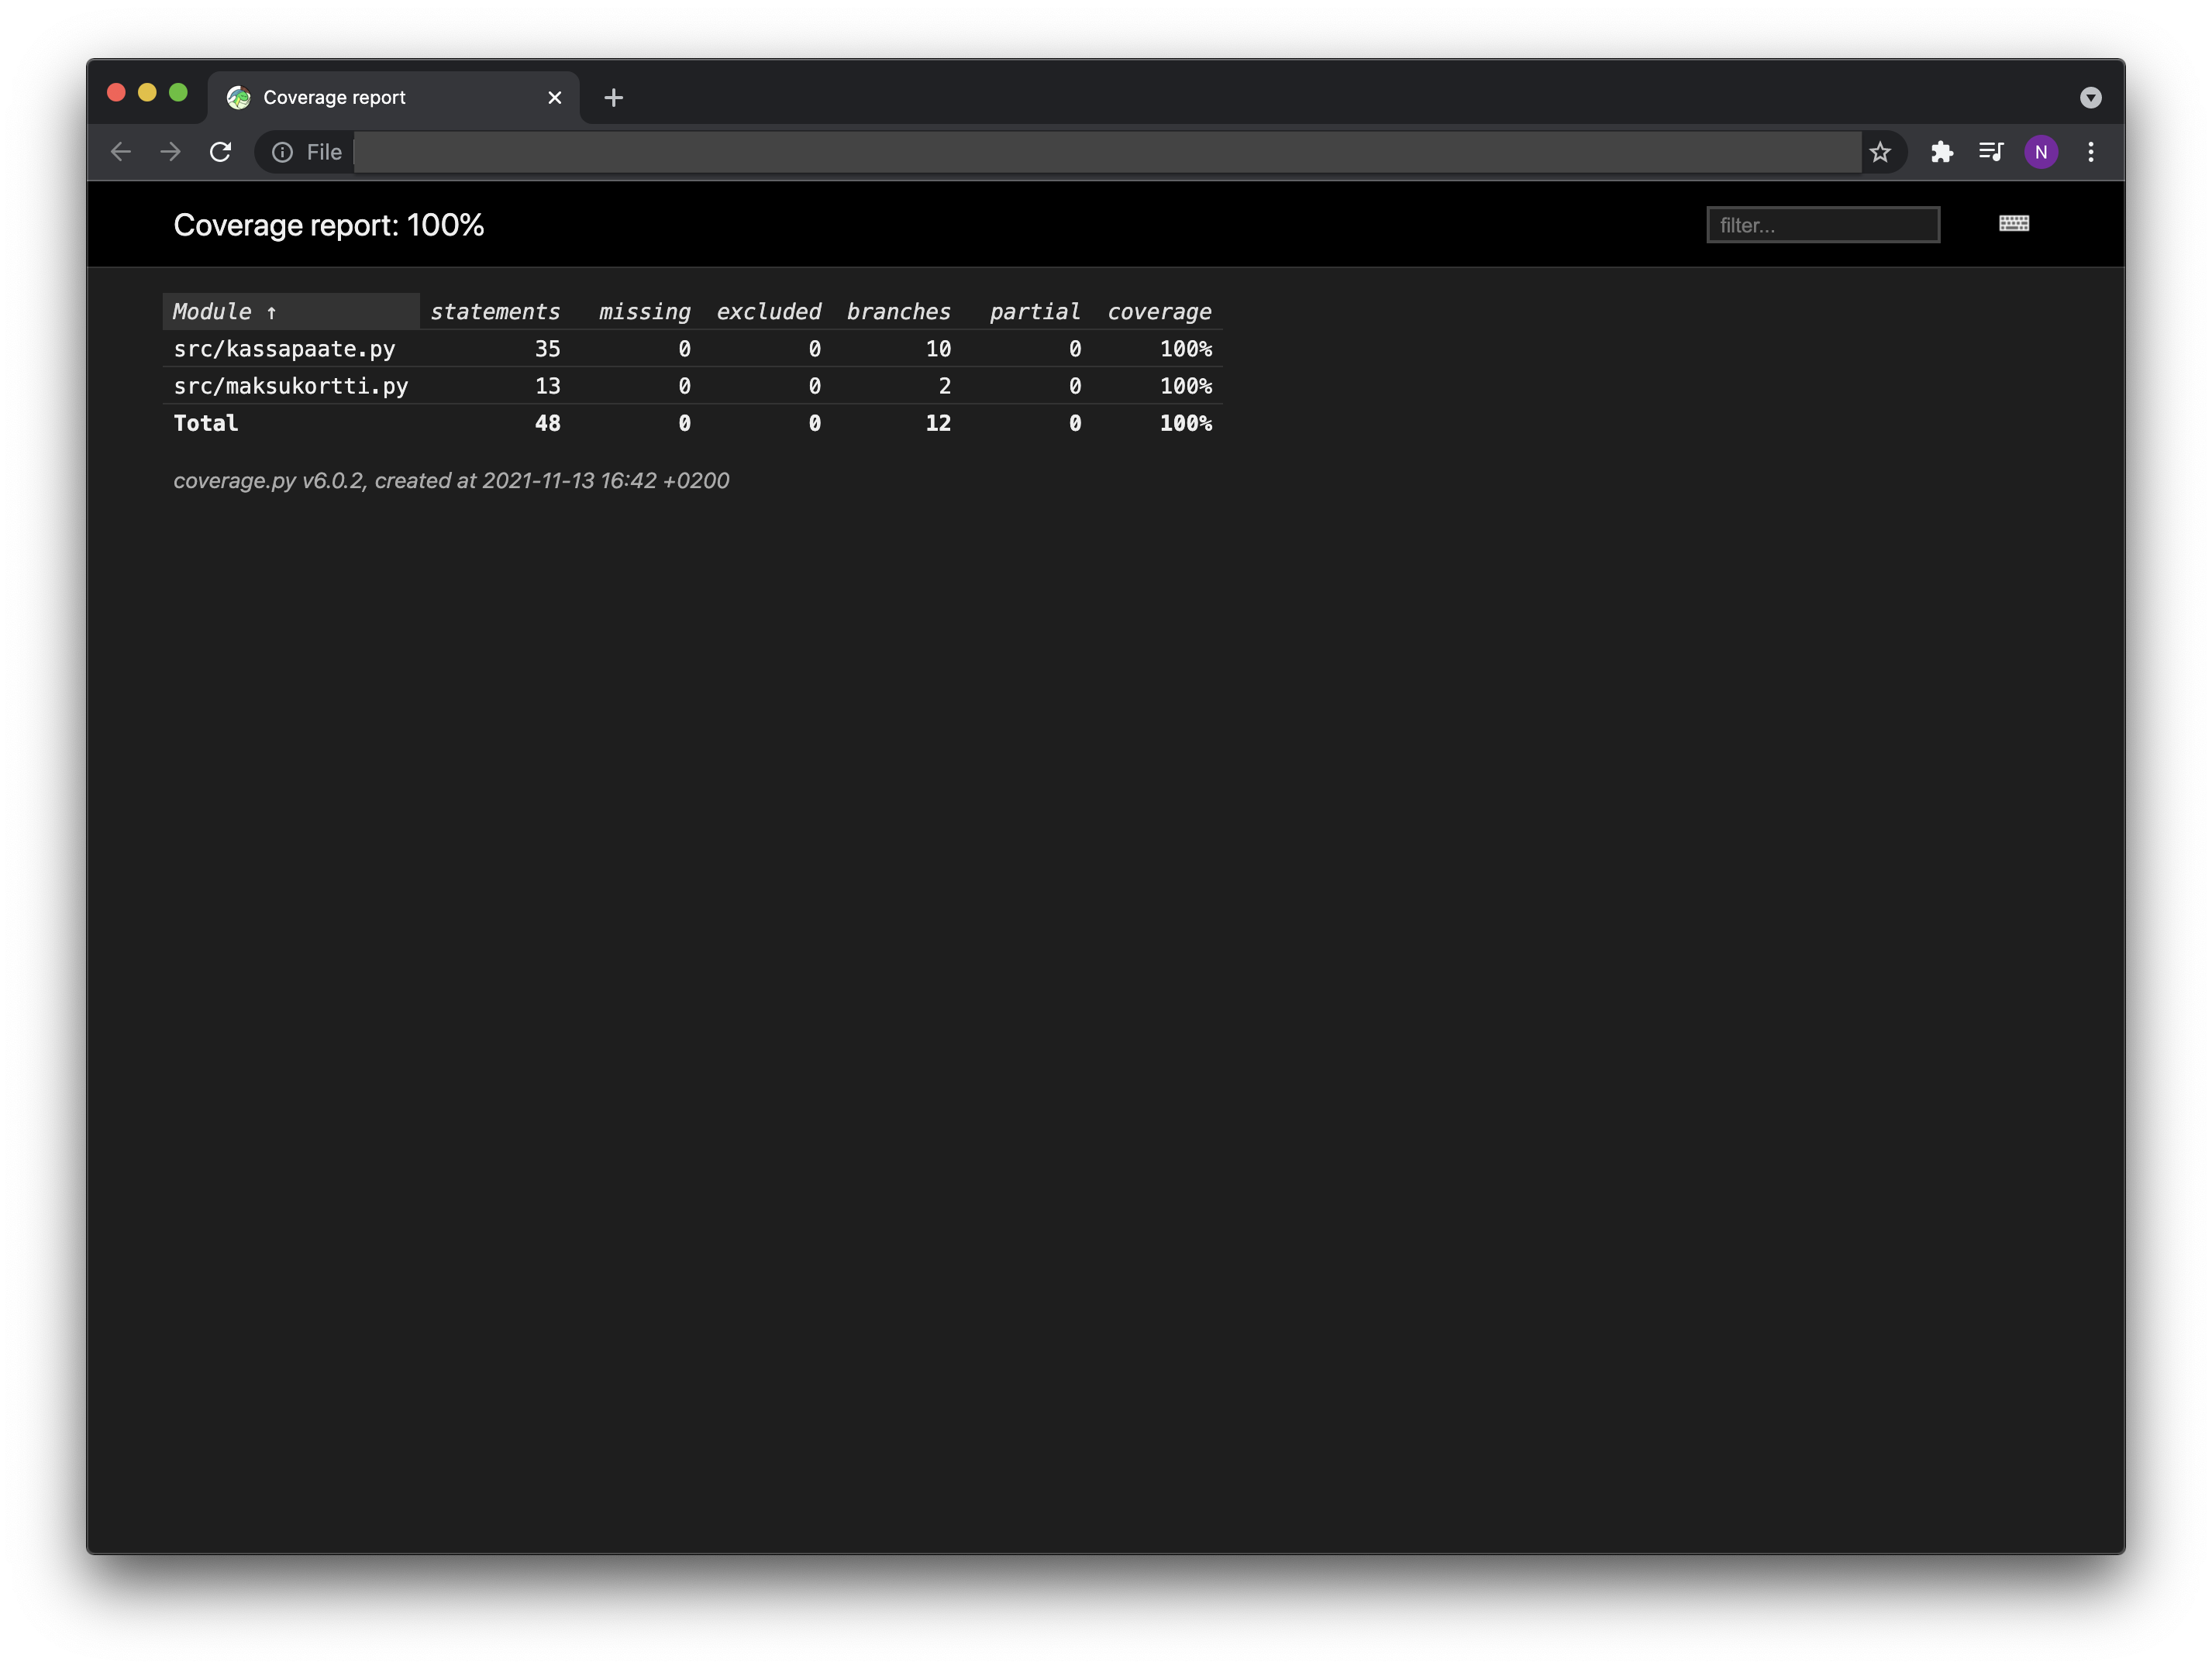 Coverage report
File
N
Coverage report: 100%
filter...
Module ↑ statements missing excluded branches partial coverage
src/kassapaate.py 35 0 0 10 0 100%
src/maksukortti.py 13 0 0 2 0 100%
Total 48 0 0 12 0 100%
coverage.py v6.0.2, created at 2021-11-13 16:42 +0200